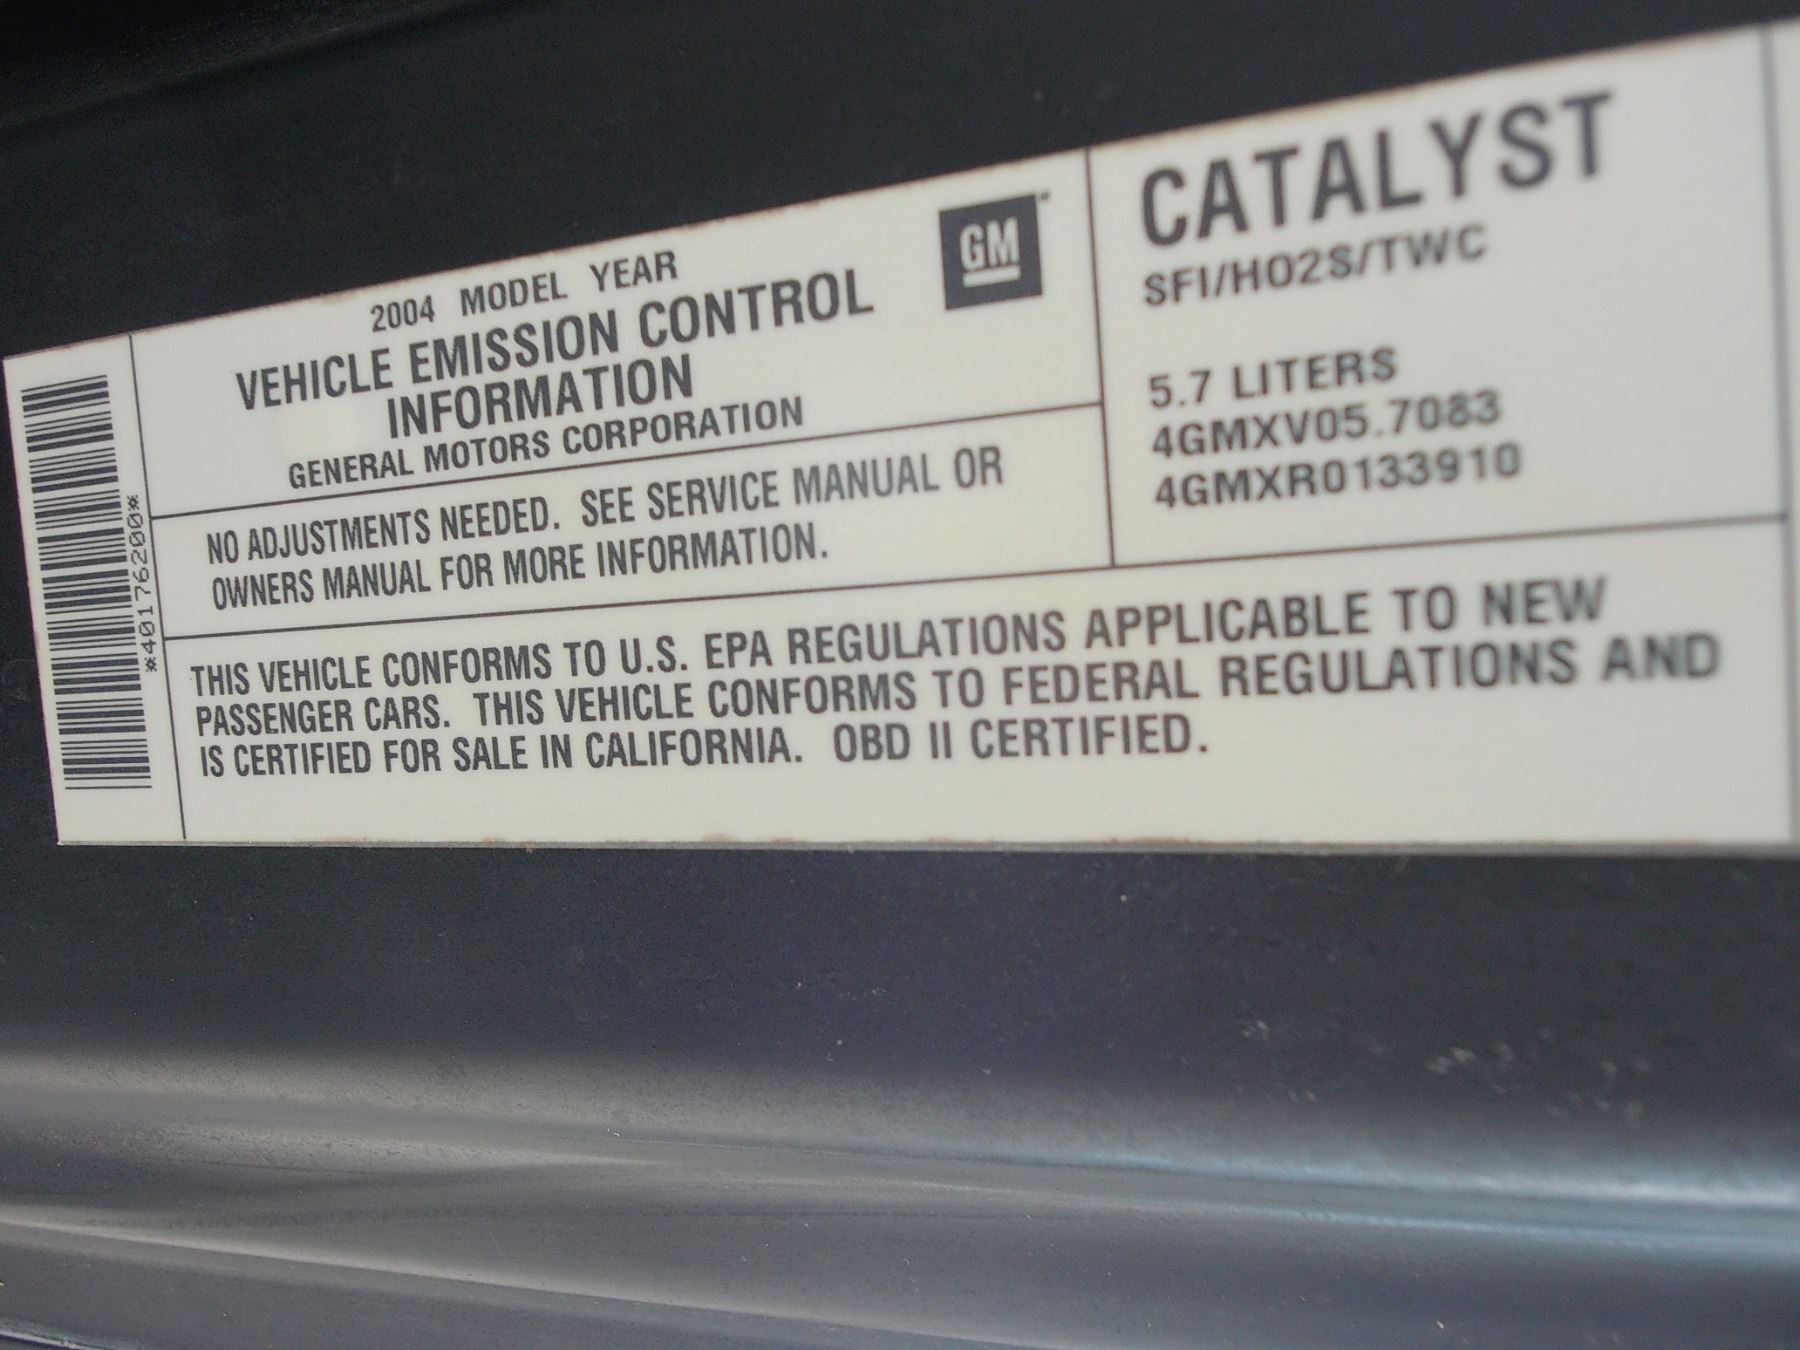 2004 MODEL YEAR
VEHICLE EMISSION CONTROL
INFORMATION
GENERAL MOTORS CORPORATION
GM
NO ADJUSTMENTS NEEDED. SEE SERVICE MANUAL OR
OWNERS MANUAL FOR MORE INFORMATION.
CATALYST
SFI/HO2S/TWC
5.7 LITERS
4GMXV05.7083
4GMXR0133910
THIS VEHICLE CONFORMS TO U.S. EPA REGULATIONS APPLICABLE TO NEW
PASSENGER CARS. THIS VEHICLE CONFORMS TO FEDERAL REGULATIONS AND
IS CERTIFIED FOR SALE IN CALIFORNIA. OBD II CERTIFIED.
*40176200*